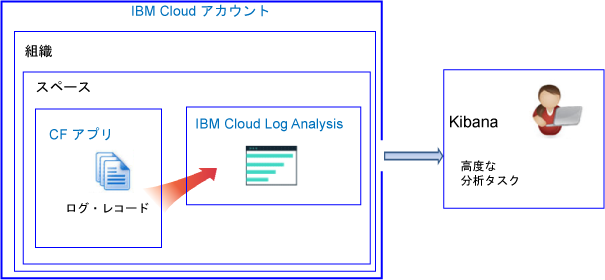 IBM Cloud アカウント
組織
スペース
CF アプリ
ログ・レコード
IBM Cloud Log Analysis
Kibana
高度な
分析タスク